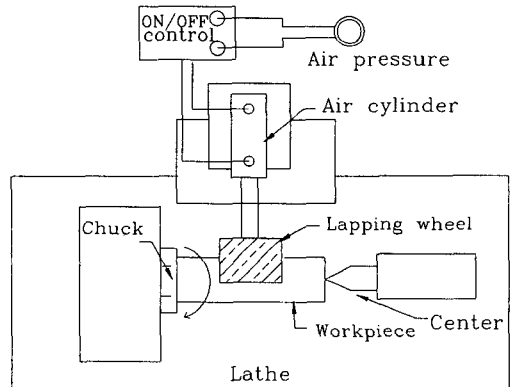 ON/OFF
control
Air pressure
Air cylinder
Lapping wheel
Chuck
Workpiece
Center
Lathe